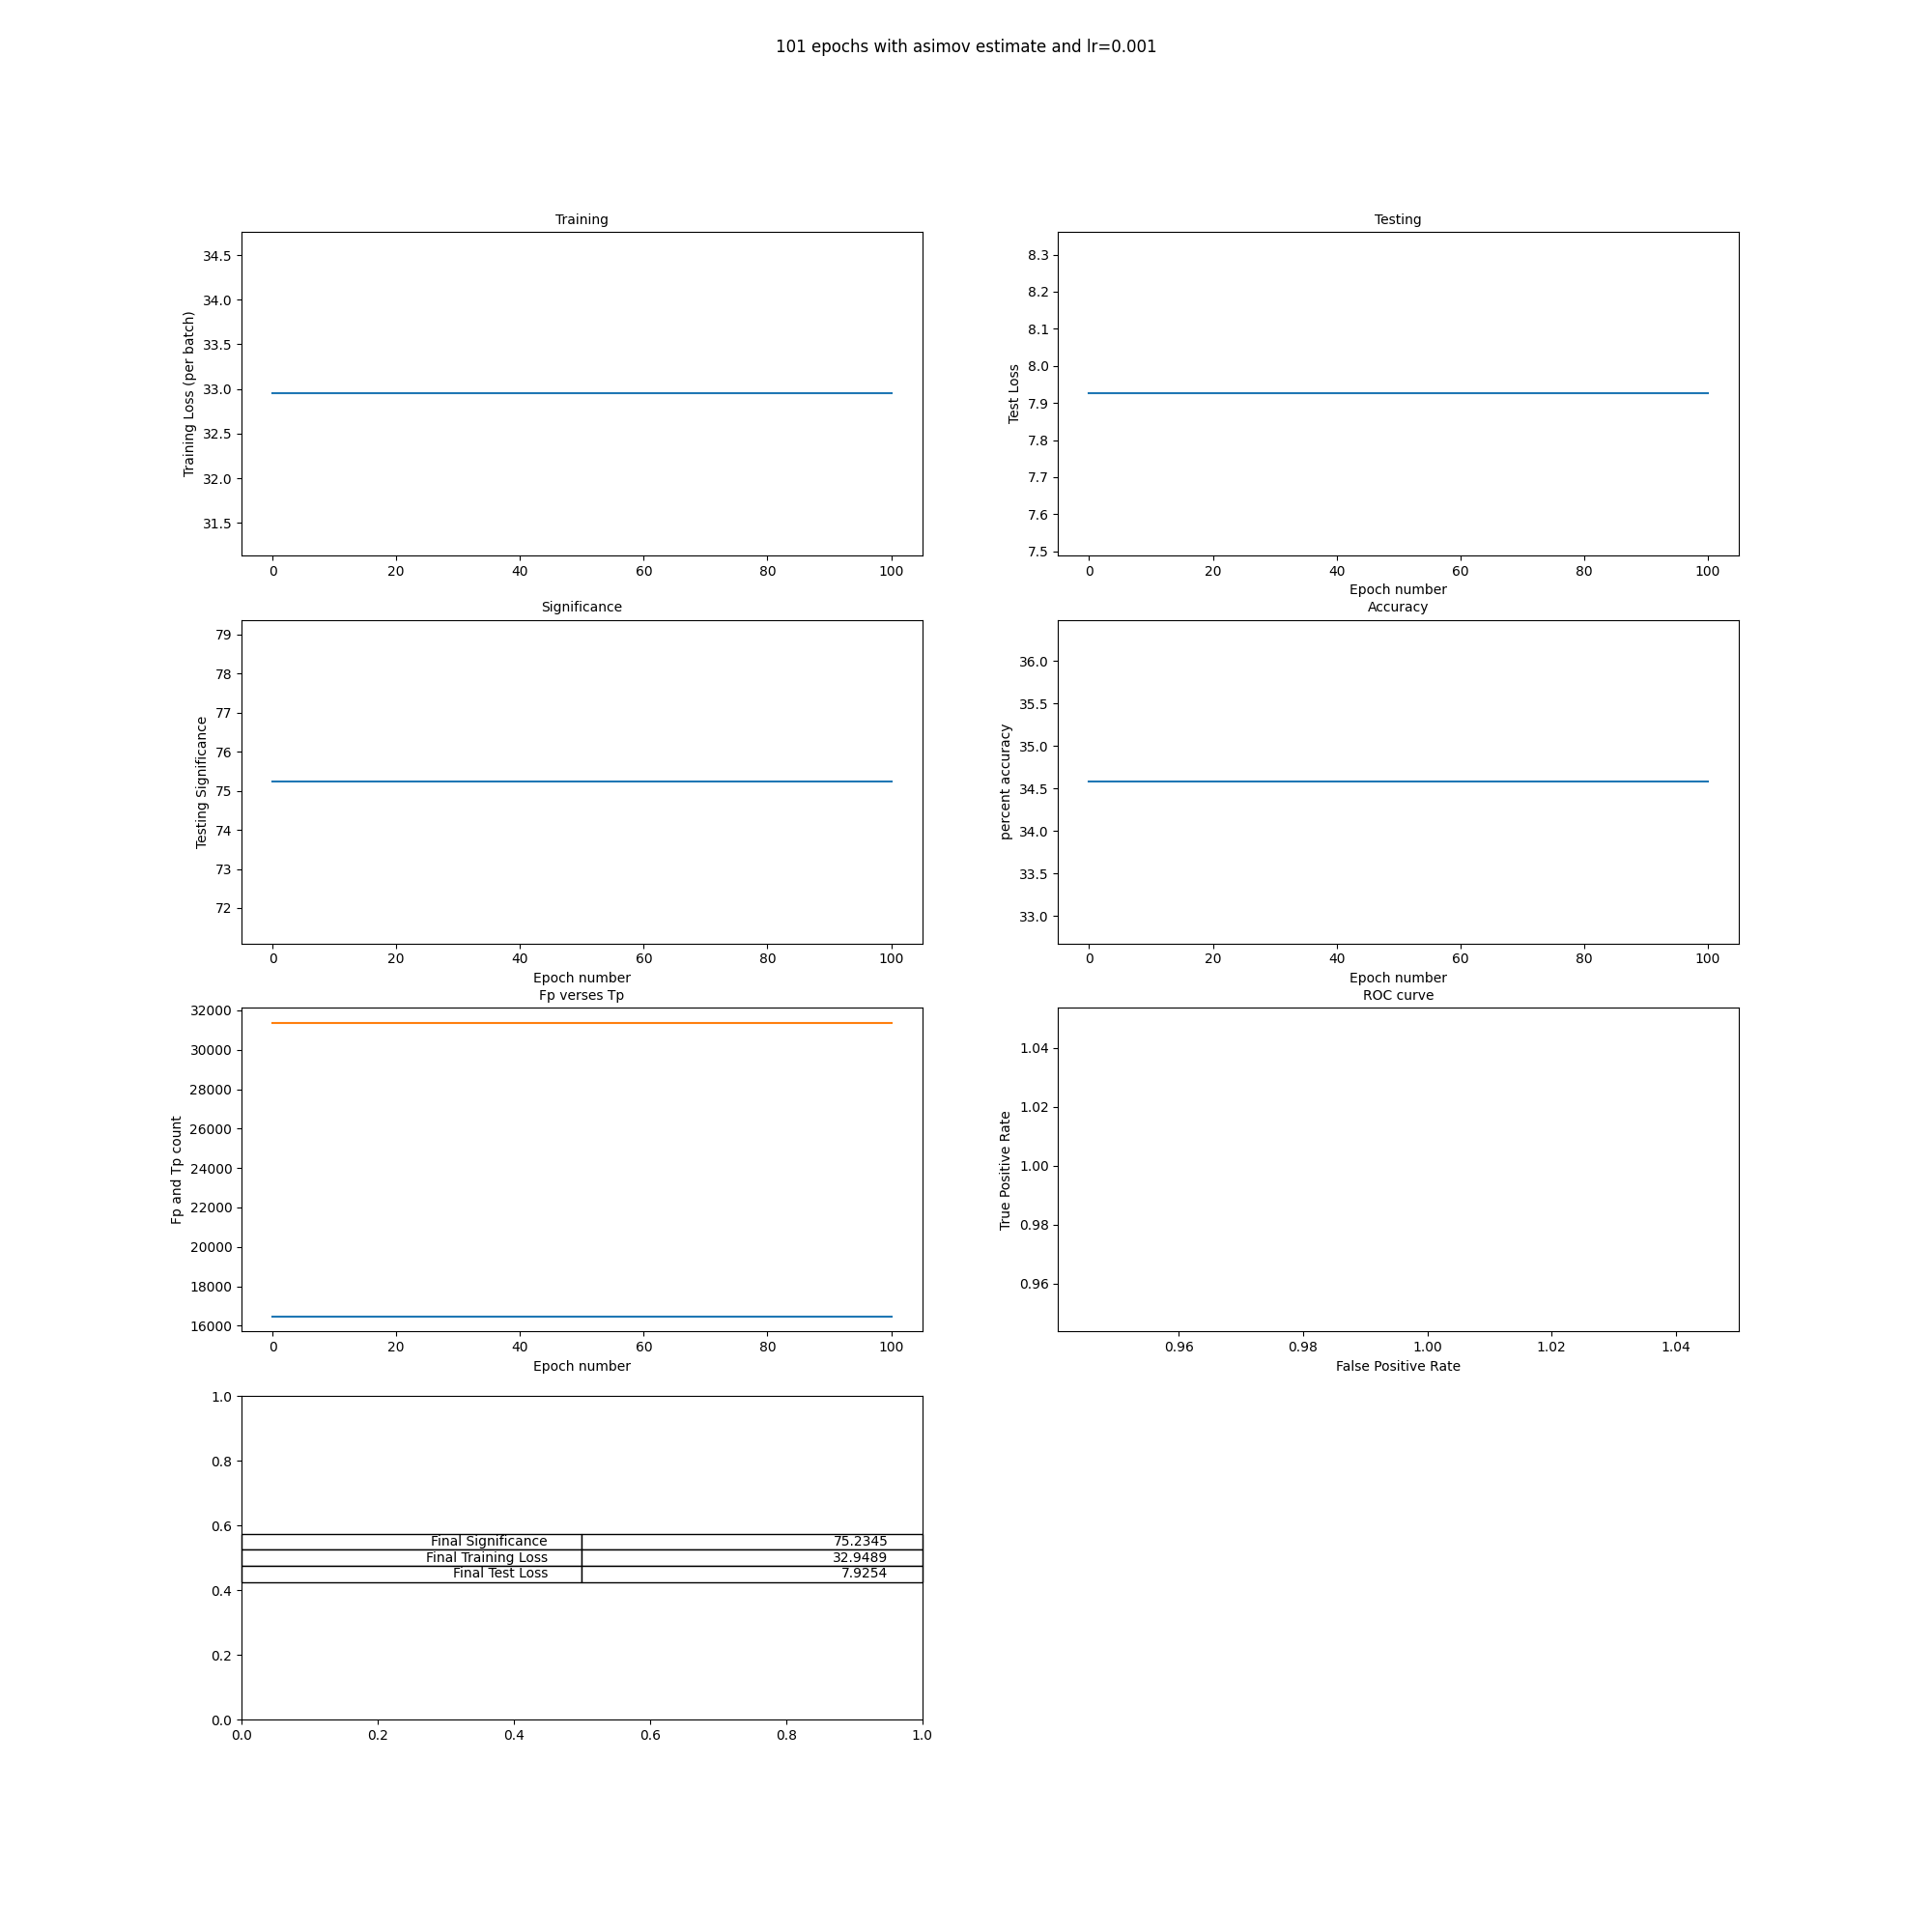 101 epochs with asimov estimate and lr=0.001
Training
Training Loss (per batch)
34.5
34.0
33.5
33.0
32.5
32.0
31.5
0 20 40 60 80 100
Testing
Test Loss
8.3
8.2
8.1
8.0
7.9
7.8
7.7
7.6
7.5
0 20 40 60 80 100
Epoch number
Significance
Testing Significance
79
78
77
76
75
74
73
72
0 20 40 60 80 100
Epoch number
Accuracy
percent accuracy
36.0
35.5
35.0
34.5
34.0
33.5
33.0
0 20 40 60 80 100
Epoch number
Fp verses Tp
Fp and Tp count
32000
30000
28000
26000
24000
22000
20000
18000
16000
0 20 40 60 80 100
Epoch number
ROC curve
True Positive Rate
1.04
1.02
1.00
0.98
0.96
0.96 0.98 1.00 1.02 1.04
False Positive Rate
1.0
0.8
0.6
Final Significance 75.2345
Final Training Loss 32.9489
Final Test Loss 7.9254
0.4
0.2
0.0
0.0 0.2 0.4 0.6 0.8 1.0